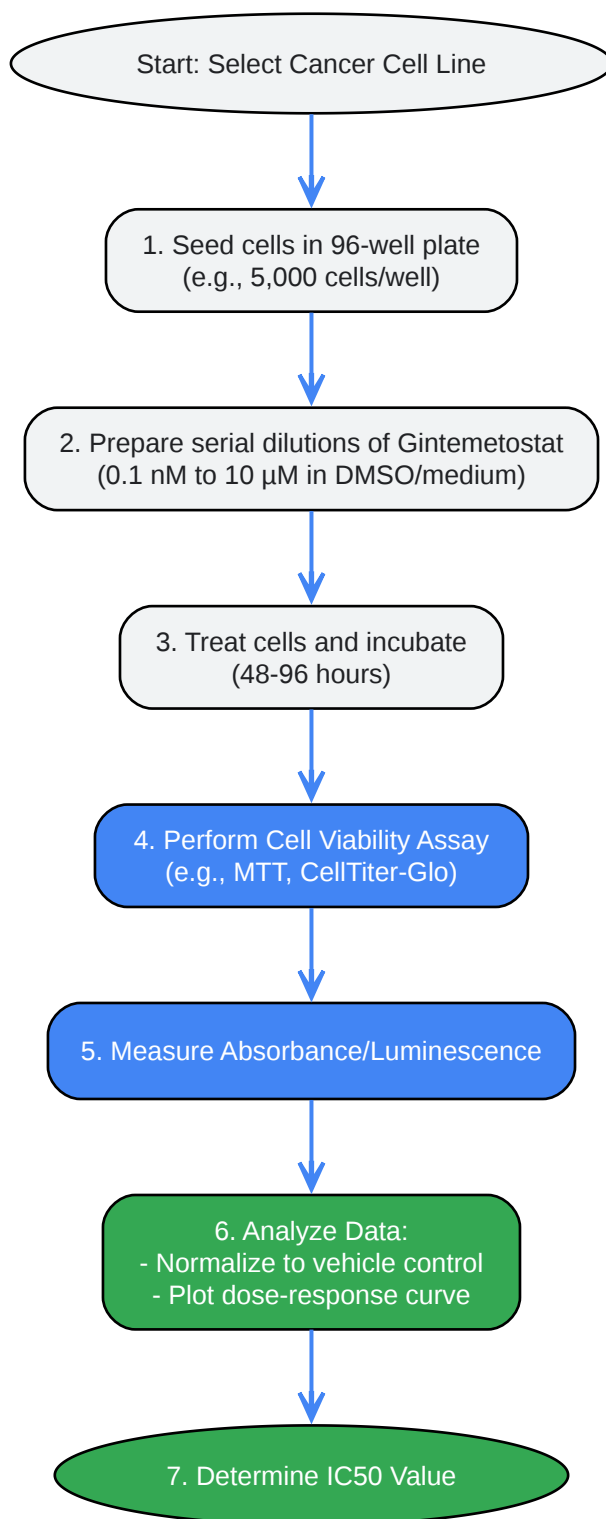 Start: Select Cancer Cell Line
1. Seed cells in 96-well plate
(e.g., 5,000 cells/well)
2. Prepare serial dilutions of Gintemetostat
(0.1 nM to 10 µM in DMSO/medium)
3. Treat cells and incubate
(48-96 hours)
4. Perform Cell Viability Assay
(e.g., MTT, CellTiter-Glo)
5. Measure Absorbance/Luminescence
6. Analyze Data:
- Normalize to vehicle control
- Plot dose-response curve
7. Determine IC50 Value